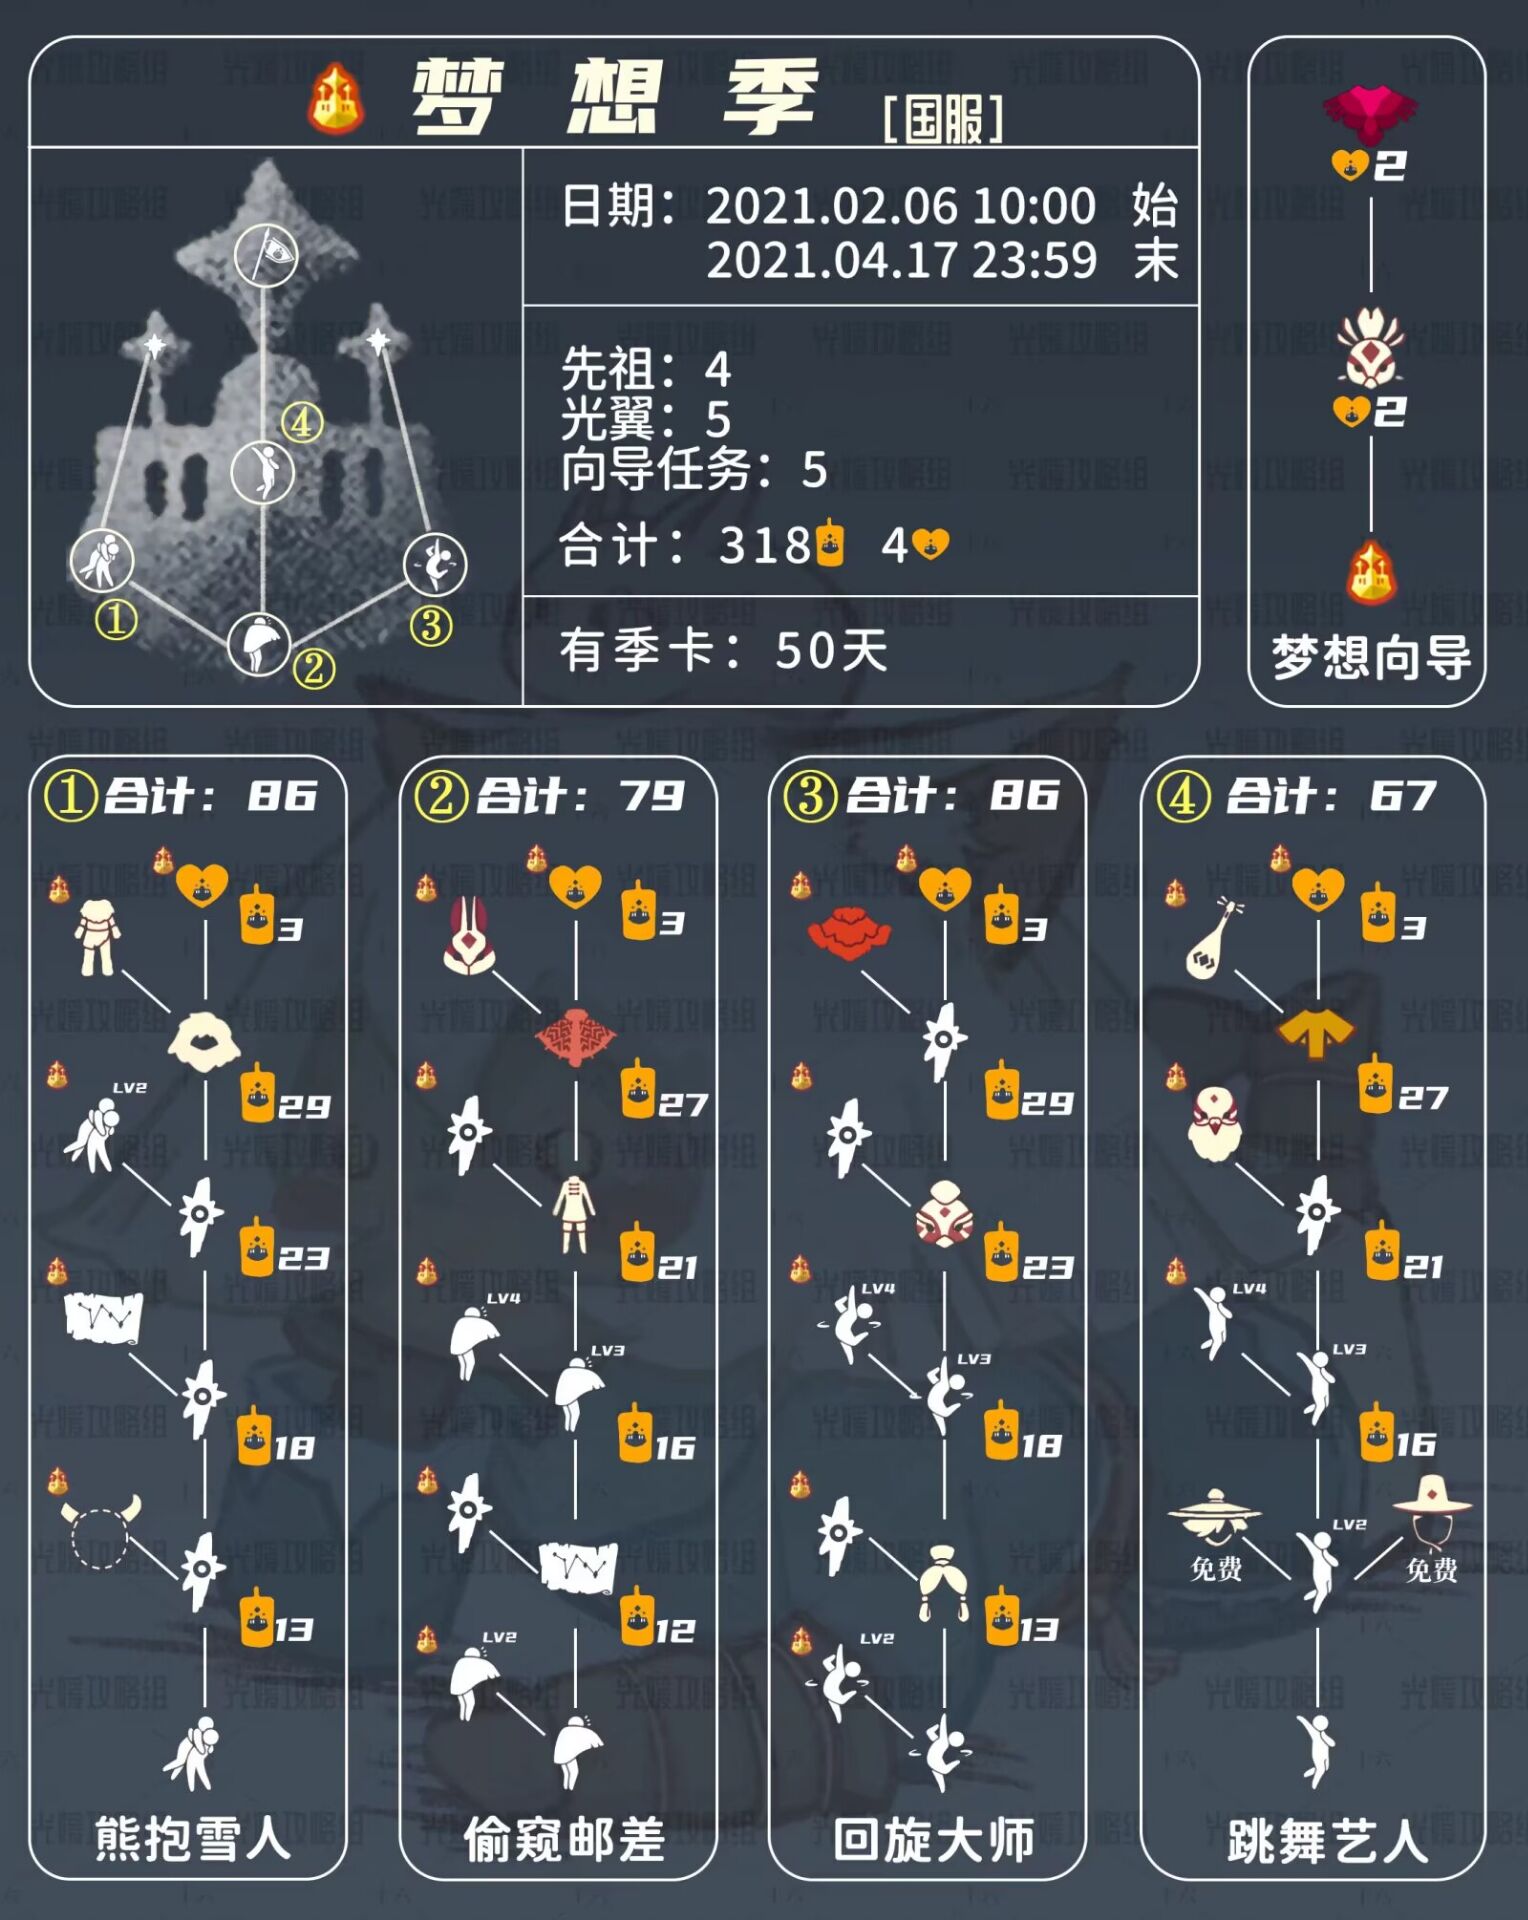 梦想季 [国服]
日期：2021.02.06 10:00 始
2021.04.17 23:59 末
先祖：4
光翼：5
向导任务：5
合计：318 4
有季卡：50天
① ② ③ ④
2
2
梦想向导
①合计：86
3
29
LV2
23
18
13
熊抱雪人
②合计：79
3
27
21
LV4
LV3
16
12
LV2
偷窥邮差
③合计：86
3
29
23
LV4
LV3
18
13
LV2
回旋大师
④合计：67
3
27
21
LV4
LV3
16
LV2
免费
免费
跳舞艺人
光媛攻略组